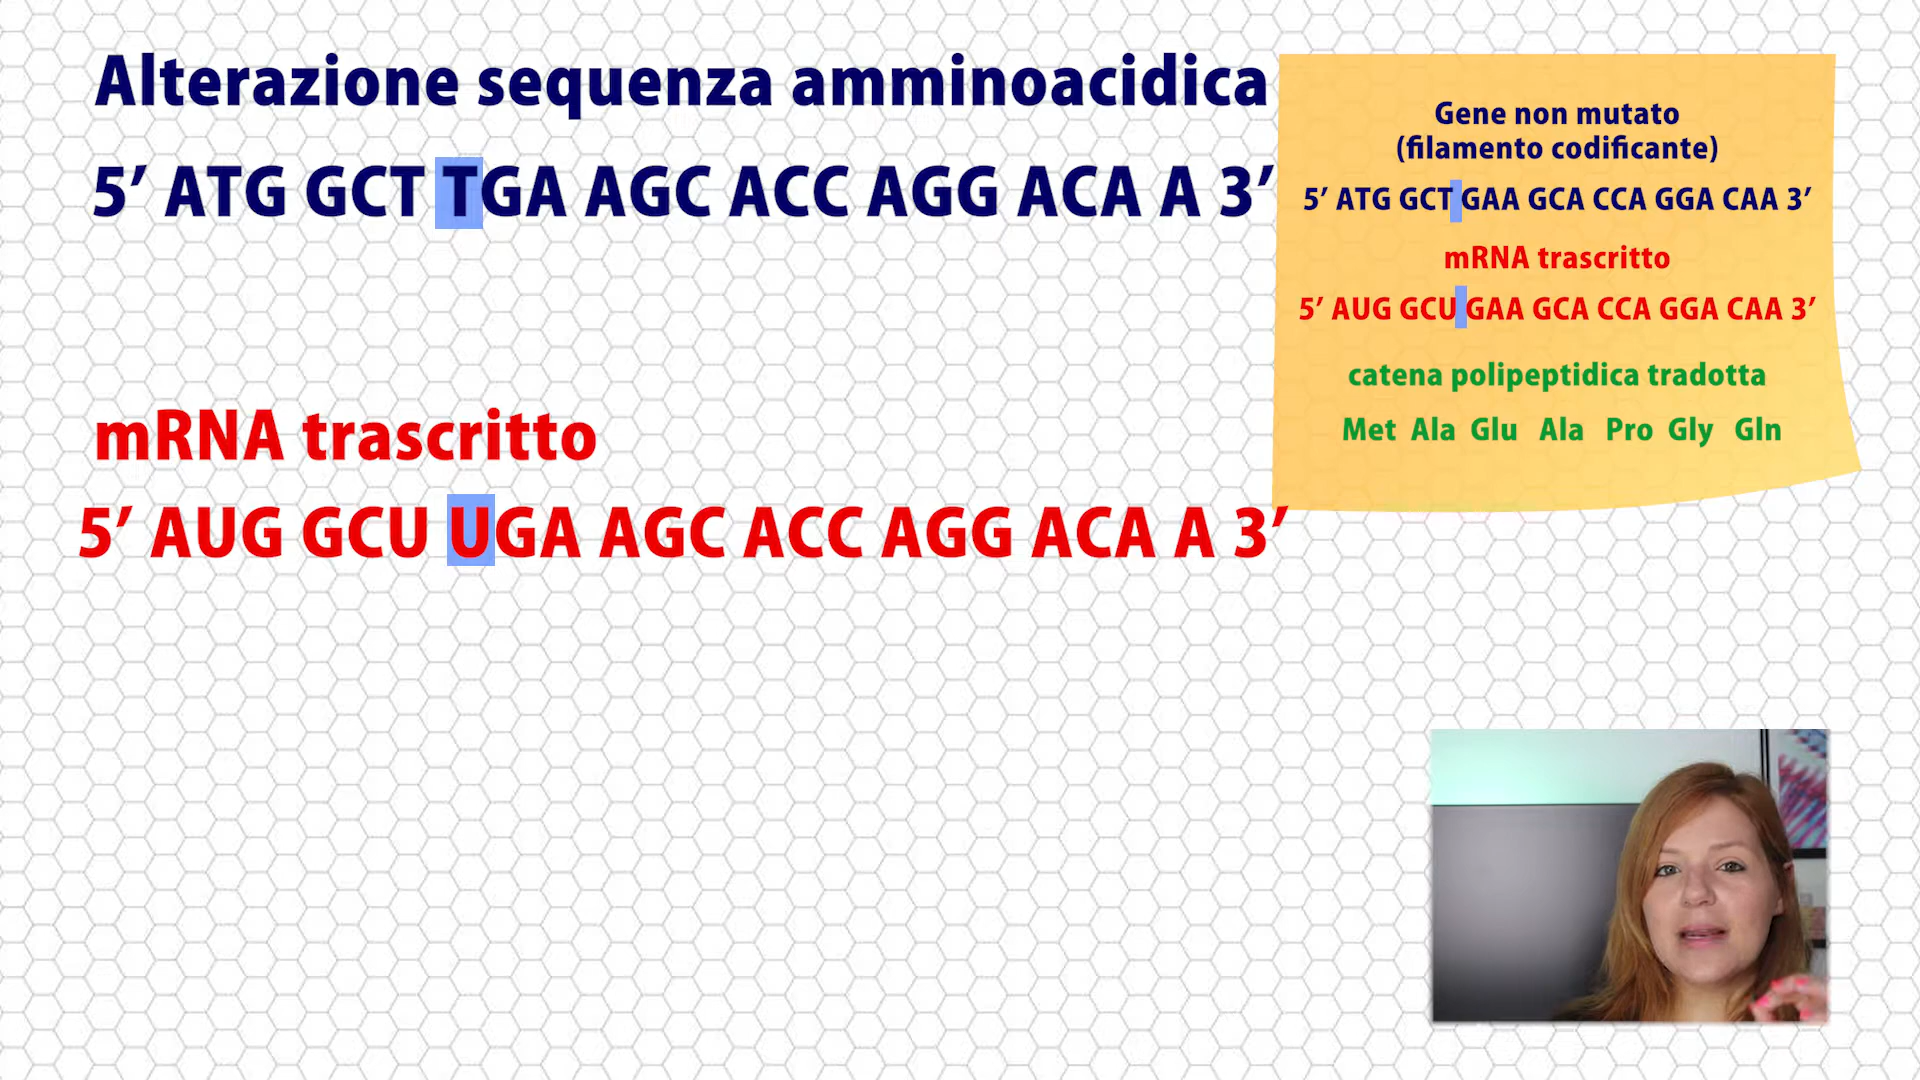 Alterazione sequenza amminoacidica
5’ ATG GCT TGA AGC ACC AGG ACA A 3’
mRNA trascritto
5’ AUG GCU UGA AGC ACC AGG ACA A 3’
Gene non mutato
(filamento codificante)
5’ ATG GCT GAA GCA CCA GGA CAA 3’
mRNA trascritto
5’ AUG GCU GAA GCA CCA GGA CAA 3’
catena polipeptidica tradotta
Met Ala Glu Ala Pro Gly Gln